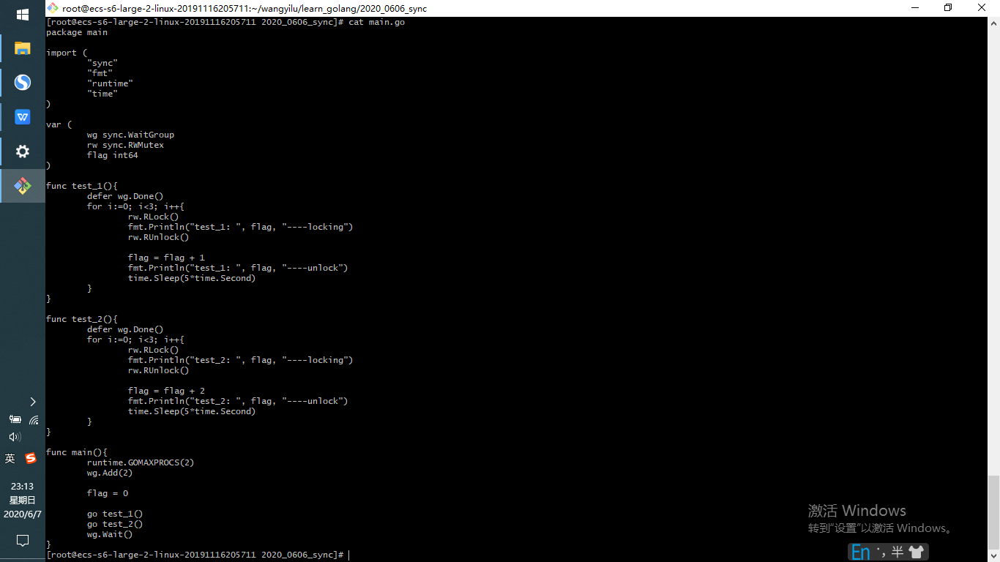 root@ecs-s6-large-2-linux-20191116205711:~/wangyilu/learn_golang/2020_0606_sync
[root@ecs-s6-large-2-linux-20191116205711 2020_0606_sync]# cat main.go
package main

import (
        "sync"
        "fmt"
        "runtime"
        "time"
)

var (
        wg sync.WaitGroup
        rw sync.RWMutex
        flag int64
)

func test_1(){
        defer wg.Done()
        for i:=0; i<3; i++{
                rw.RLock()
                fmt.Println("test_1: ", flag, "----locking")
                rw.RUnlock()

                flag = flag + 1
                fmt.Println("test_1: ", flag, "----unlock")
                time.Sleep(5*time.Second)
        }
}

func test_2(){
        defer wg.Done()
        for i:=0; i<3; i++{
                rw.RLock()
                fmt.Println("test_2: ", flag, "----locking")
                rw.RUnlock()

                flag = flag + 2
                fmt.Println("test_2: ", flag, "----unlock")
                time.Sleep(5*time.Second)
        }
}

func main(){
        runtime.GOMAXPROCS(2)
        wg.Add(2)

        flag = 0

        go test_1()
        go test_2()
        wg.Wait()
}
[root@ecs-s6-large-2-linux-20191116205711 2020_0606_sync]#
英
23:13
星期日
2020/6/7
激活 Windows
转到“设置”以激活 Windows。
En ·, 半